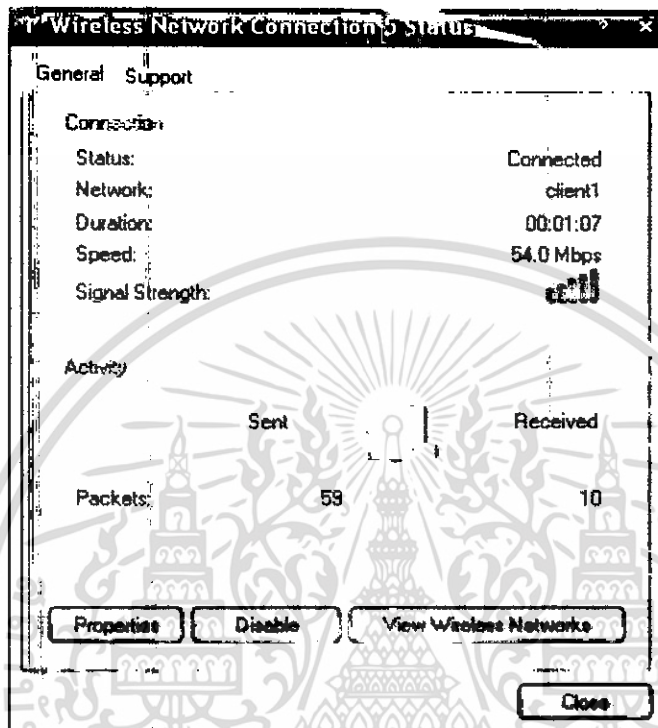 Wireless Network Connection 5 Status
General Support
Connection
Status: Connected
Network: client1
Duration: 00:01:07
Speed: 54.0 Mbps
Signal Strength:
Activity
Sent Received
Packets: 59 10
Properties Disable View Wireless Networks
Close